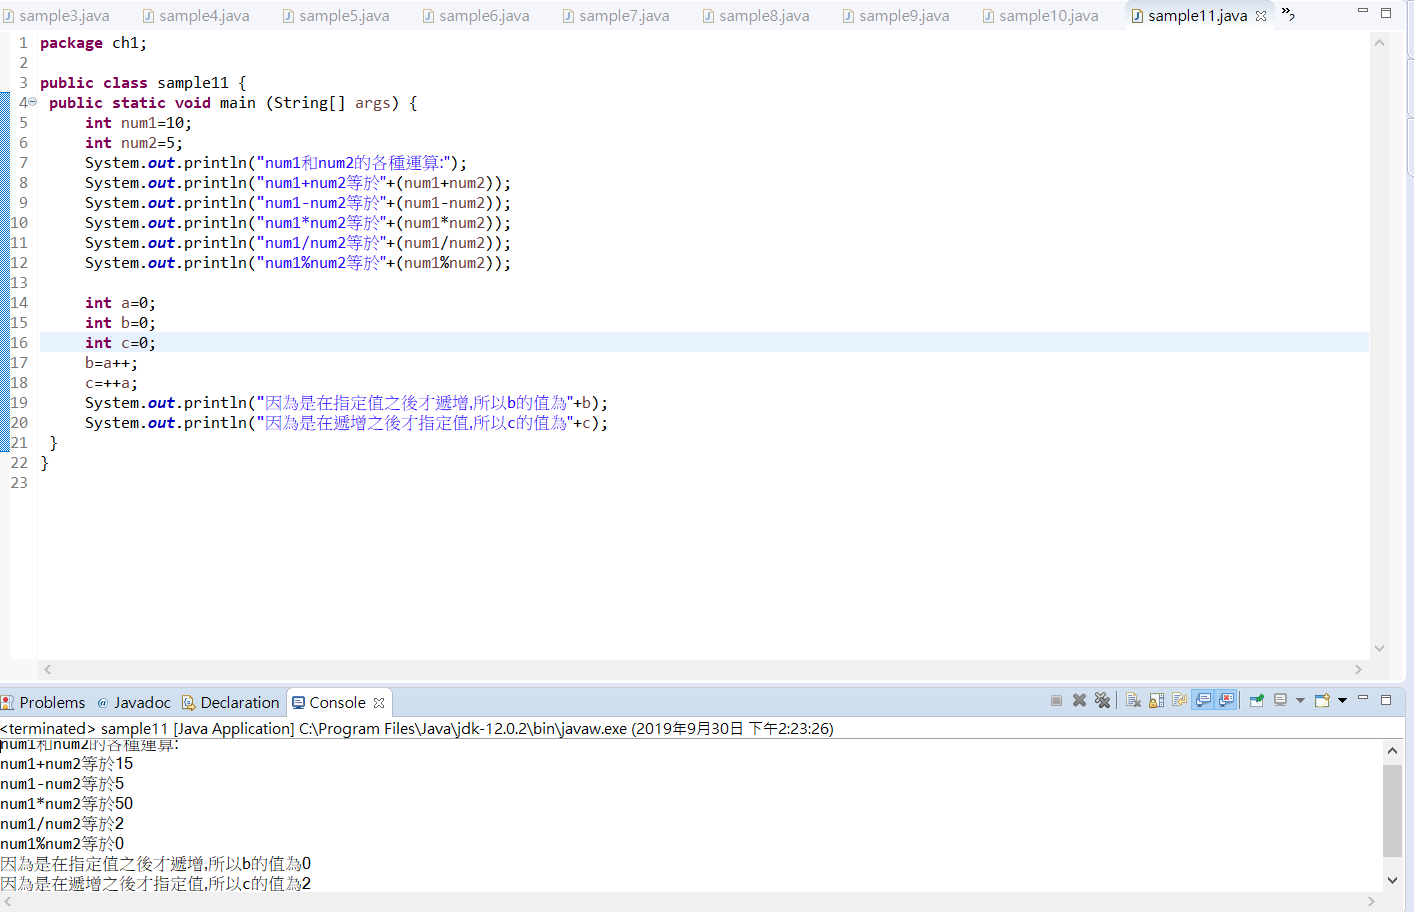 sample3.java sample4.java sample5.java sample6.java sample7.java sample8.java sample9.java sample10.java sample11.java »2
1 package ch1;
2
3 public class sample11 {
4 public static void main (String[] args) {
5 int num1=10;
6 int num2=5;
7 System.out.println("num1和num2的各種運算:");
8 System.out.println("num1+num2等於"+(num1+num2));
9 System.out.println("num1-num2等於"+(num1-num2));
10 System.out.println("num1*num2等於"+(num1*num2));
11 System.out.println("num1/num2等於"+(num1/num2));
12 System.out.println("num1%num2等於"+(num1%num2));
13
14 int a=0;
15 int b=0;
16 int c=0;
17 b=a++;
18 c=++a;
19 System.out.println("因為是在指定值之後才遞增,所以b的值為"+b);
20 System.out.println("因為是在遞增之後才指定值,所以c的值為"+c);
21 }
22 }
23
Problems @ Javadoc Declaration Console
<terminated> sample11 [Java Application] C:\Program Files\Java\jdk-12.0.2\bin\javaw.exe (2019年9月30日 下午2:23:26)
num1和num2的各種運算:
num1+num2等於15
num1-num2等於5
num1*num2等於50
num1/num2等於2
num1%num2等於0
因為是在指定值之後才遞增,所以b的值為0
因為是在遞增之後才指定值,所以c的值為2